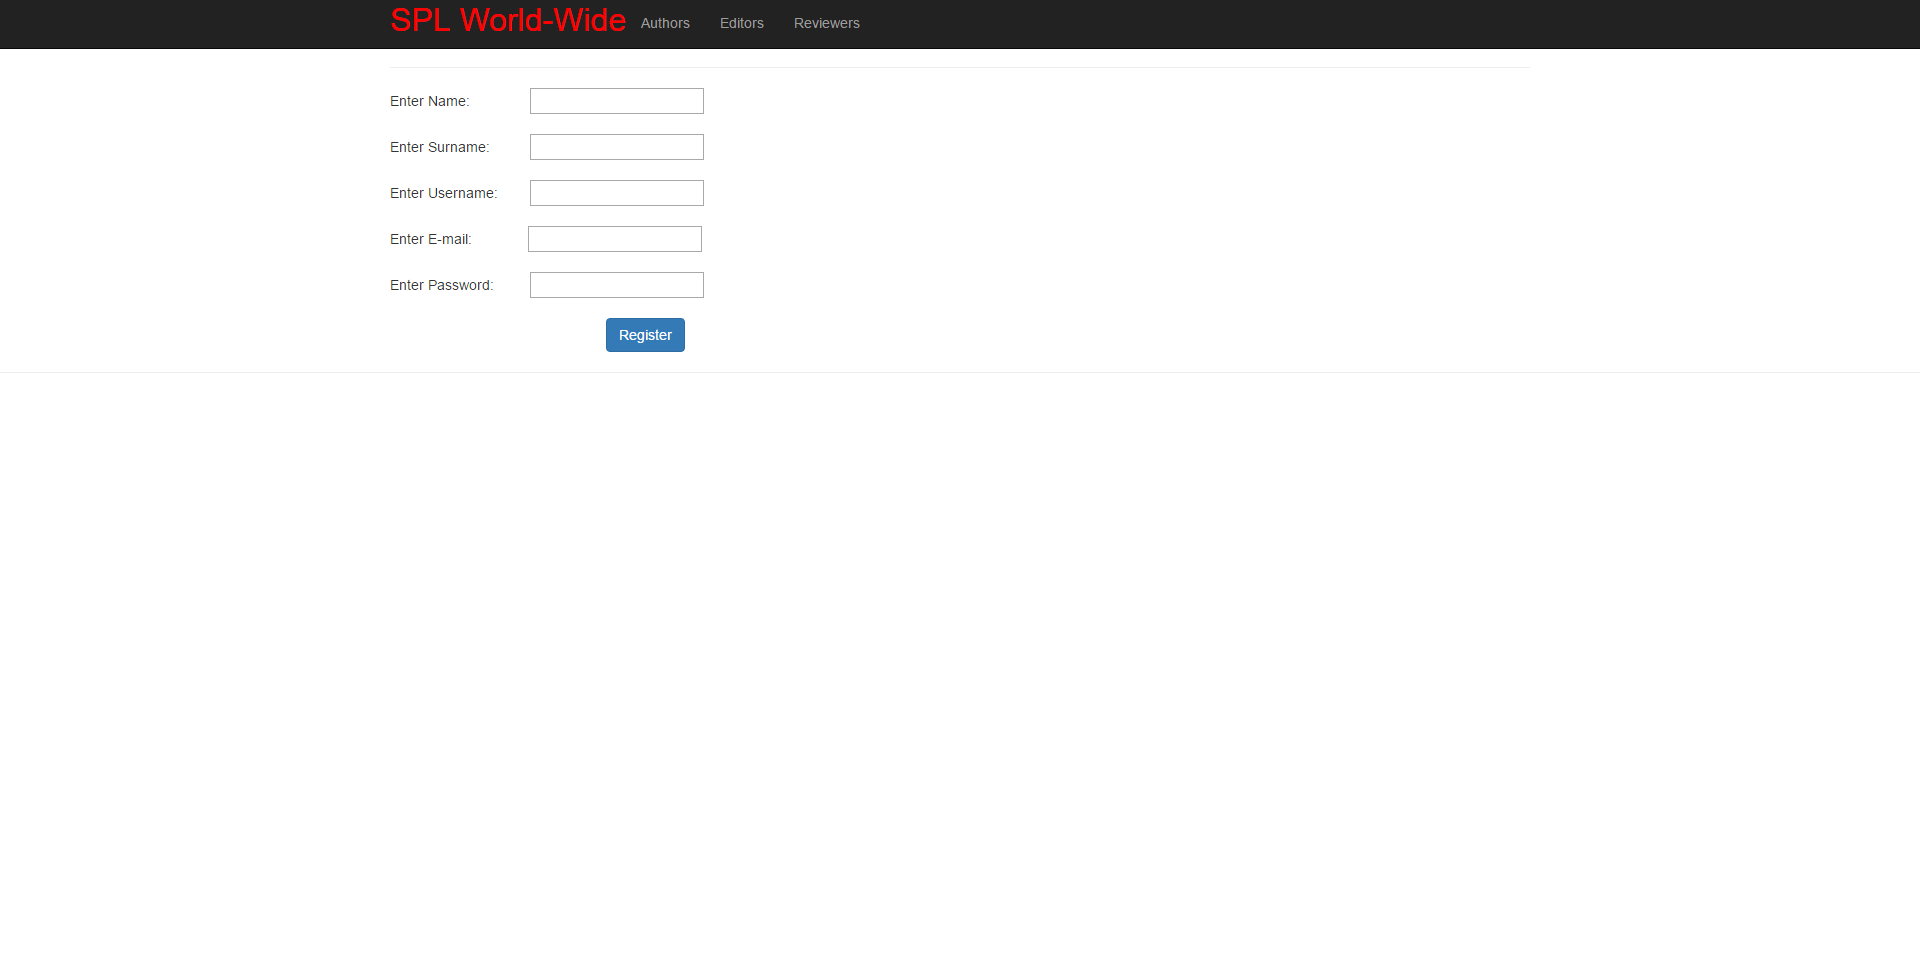 SPL World-Wide Authors Editors Reviewers
Enter Name:
Enter Surname:
Enter Username:
Enter E-mail:
Enter Password:
Register